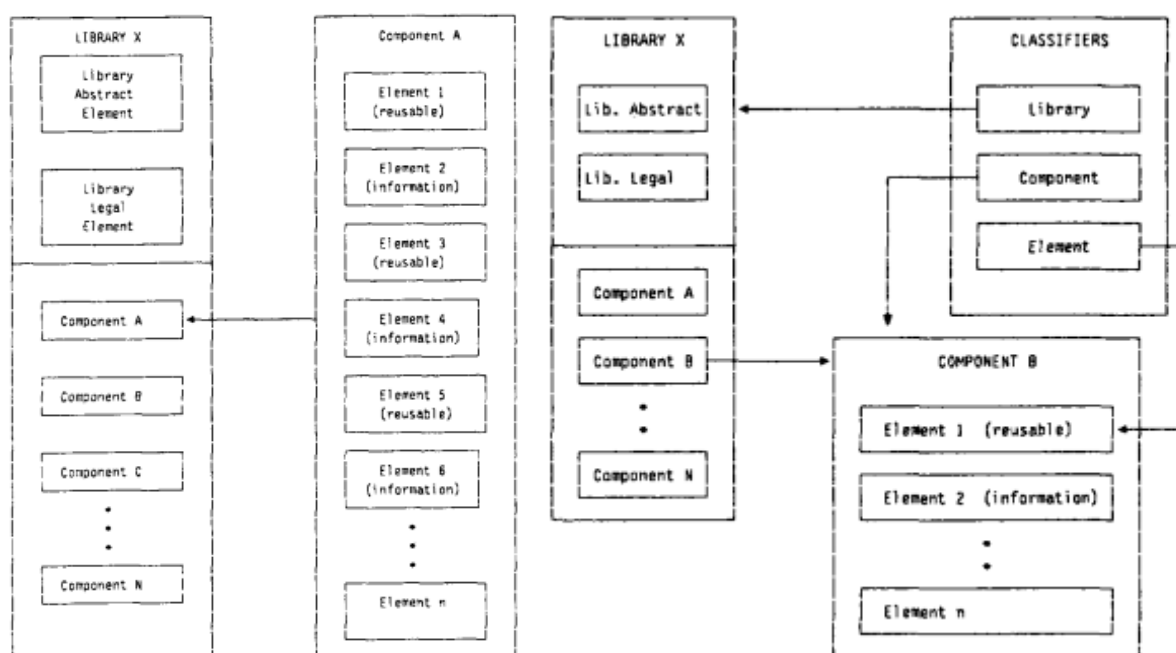 LIBRARY X
Library
Abstract
Element
Library
Legal
Element
Component A
Component B
Component C
Component N
Component A
Element 1
(reusable)
Element 2
(information)
Element 3
(reusable)
Element 4
(information)
Element 5
(reusable)
Element 6
(information)
Element n
LIBRARY X
Lib. Abstract
Lib. Legal
Component A
Component B
Component N
CLASSIFIERS
Library
Component
Element
COMPONENT B
Element 1 (reusable)
Element 2 (information)
Element n